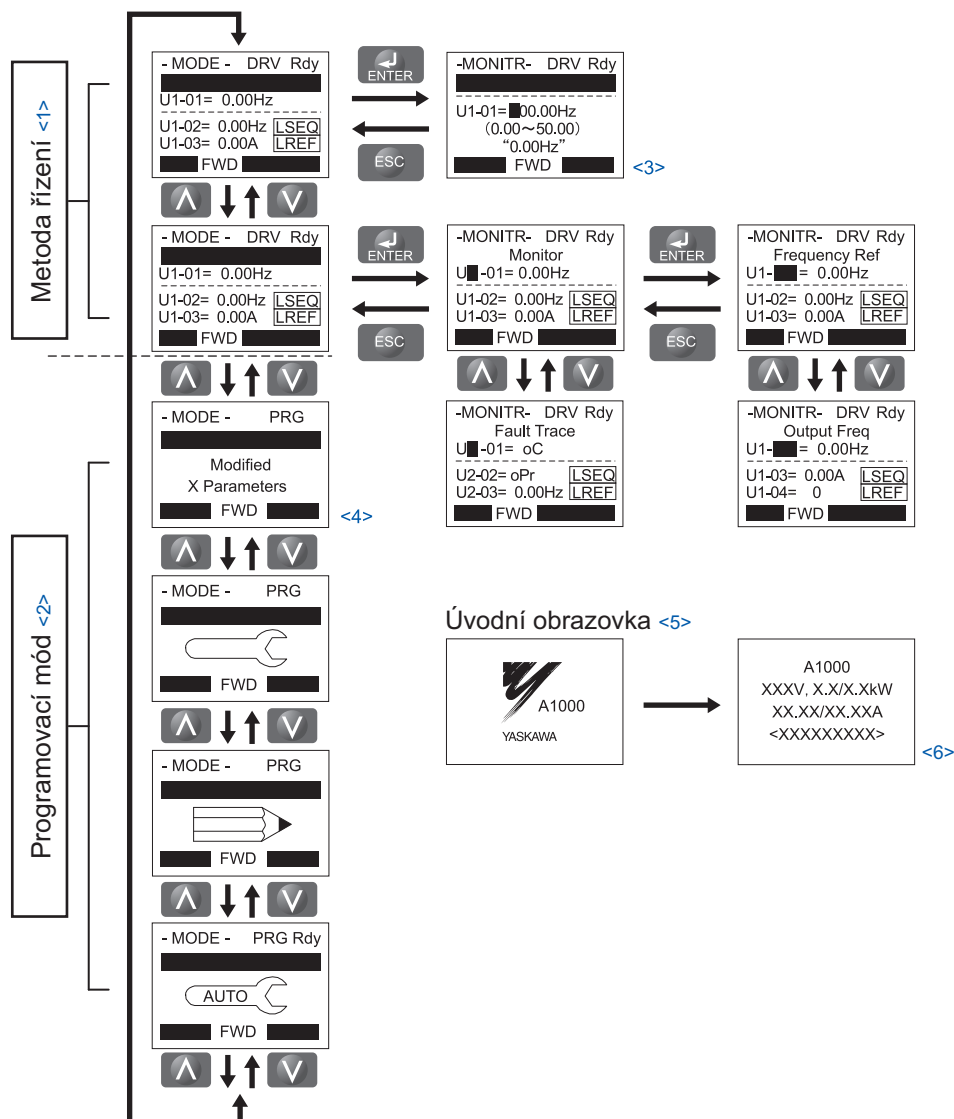 Metoda řízení <1>
- MODE -   DRV Rdy
U1-01=  0.00Hz
U1-02=  0.00Hz LSEQ
U1-03=  0.00A LREF
FWD
ENTER
ESC
-MONITR-  DRV Rdy
U1-01= 00.00Hz
(0.00～50.00)
“0.00Hz”
FWD
<3>
- MODE -   DRV Rdy
U1-01=  0.00Hz
U1-02=  0.00Hz LSEQ
U1-03=  0.00A LREF
FWD
ENTER
ESC
-MONITR-  DRV Rdy
Monitor
U -01= 0.00Hz
U1-02=  0.00Hz LSEQ
U1-03=  0.00A LREF
FWD
ENTER
ESC
-MONITR-  DRV Rdy
Frequency Ref
U1- =  0.00Hz
U1-02=  0.00Hz LSEQ
U1-03=  0.00A LREF
FWD
-MONITR-  DRV Rdy
Fault Trace
U -01=  oC
U2-02= oPr LSEQ
U2-03=  0.00Hz LREF
FWD
-MONITR-  DRV Rdy
Output Freq
U1- =  0.00Hz
U1-03=  0.00A LSEQ
U1-04=   0 LREF
FWD
Programovací mód <2>
- MODE -   PRG
Modified
X Parameters
FWD
<4>
- MODE -   PRG
FWD
- MODE -   PRG
FWD
- MODE -   PRG Rdy
AUTO
FWD
Úvodní obrazovka <5>
A1000
YASKAWA
A1000
XXXV, X.X/X.XkW
XX.XX/XX.XXA
<XXXXXXXXX>
<6>